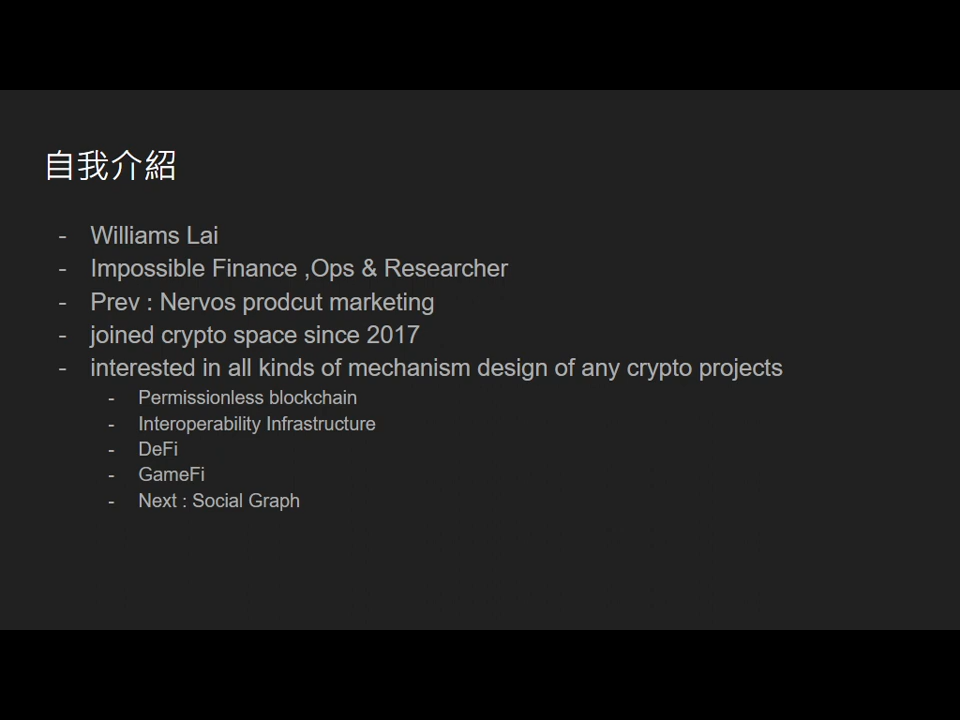 自我介紹
- Williams Lai
- Impossible Finance ,Ops & Researcher
- Prev : Nervos prodcut marketing
- joined crypto space since 2017
- interested in all kinds of mechanism design of any crypto projects
- Permissionless blockchain
- Interoperability Infrastructure
- DeFi
- GameFi
- Next : Social Graph